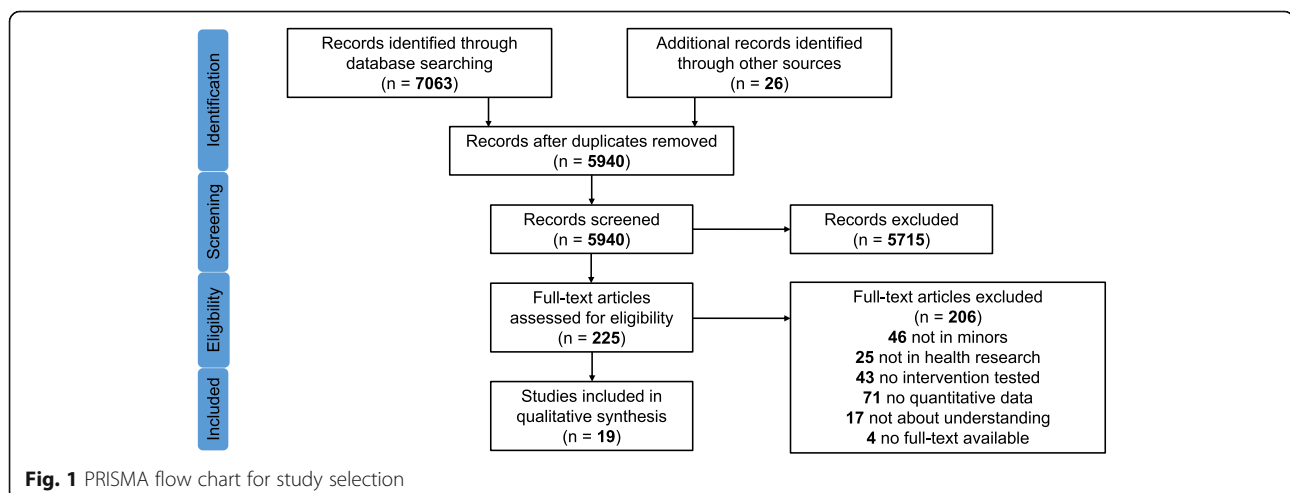 Identification
Screening
Eligibility
Included
Records identified through
database searching
(n = 7063)
Additional records identified
through other sources
(n = 26)
Records after duplicates removed
(n = 5940)
Records screened
(n = 5940)
Records excluded
(n = 5715)
Full-text articles
assessed for eligibility
(n = 225)
Full-text articles excluded
(n = 206)
46 not in minors
25 not in health research
43 no intervention tested
71 no quantitative data
17 not about understanding
4 no full-text available
Studies included in
qualitative synthesis
(n = 19)
Fig. 1 PRISMA flow chart for study selection